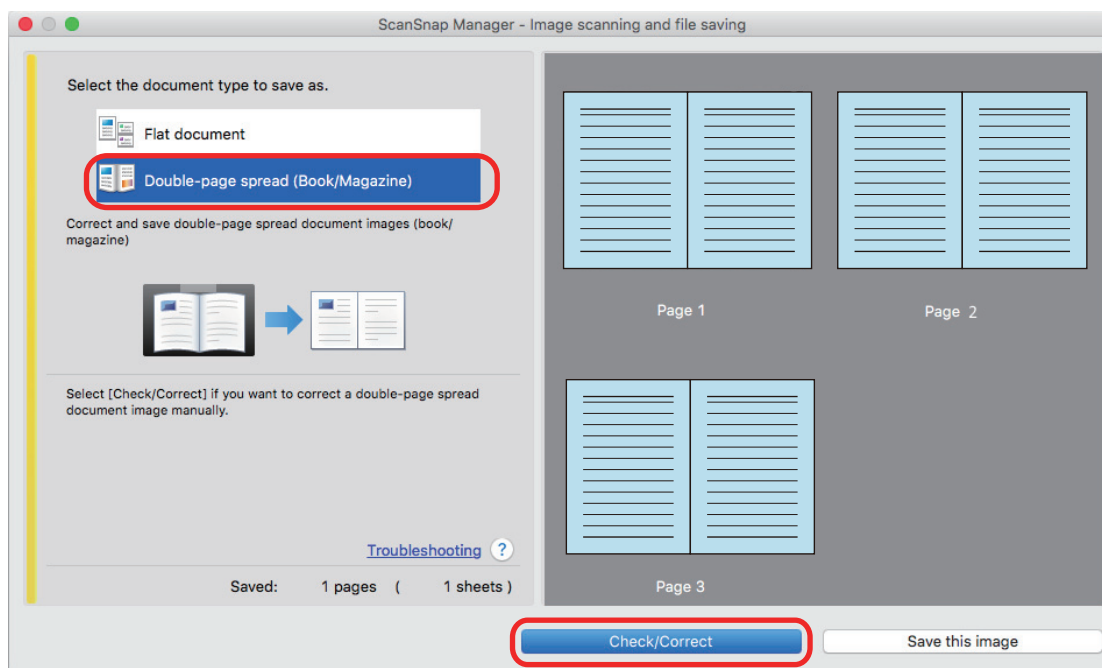 ScanSnap Manager - Image scanning and file saving
Select the document type to save as.
Flat document
Double-page spread (Book/Magazine)
Correct and save double-page spread document images (book/
magazine)
Select [Check/Correct] if you want to correct a double-page spread
document image manually.
Troubleshooting ?
Saved: 1 pages ( 1 sheets )
Page 1
Page 2
Page 3
Check/Correct
Save this image